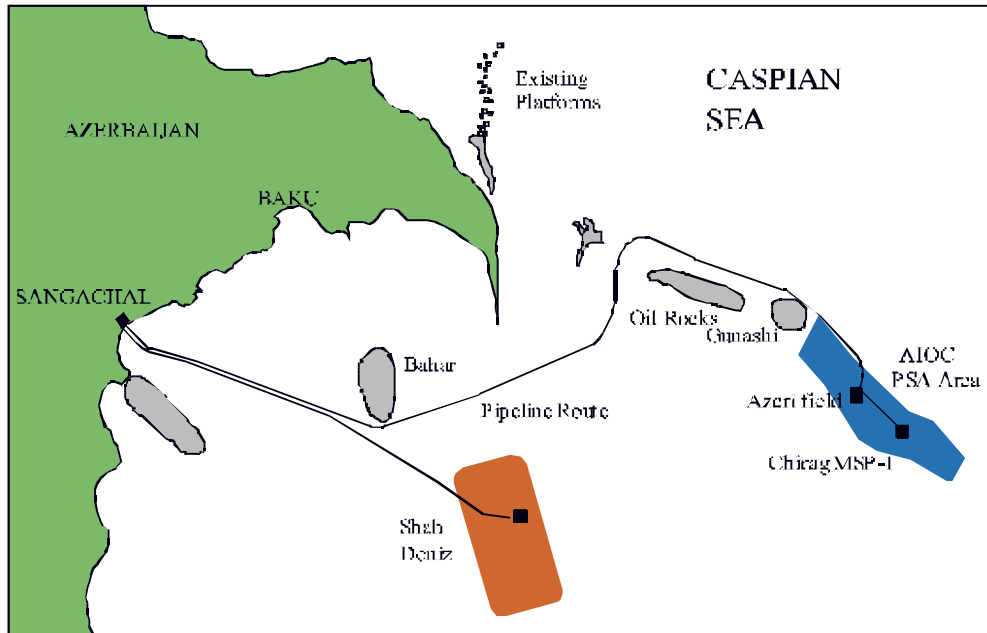 CASPIAN
SEA
Existing
Platforms
AZERBAIJAN
BAKU
SANGACHAL
Oil Rocks
Gunashi
Bahar
AIOC
PSA Area
Azeri field
Pipeline Route
Chirag MSP-1
Shah
Deniz